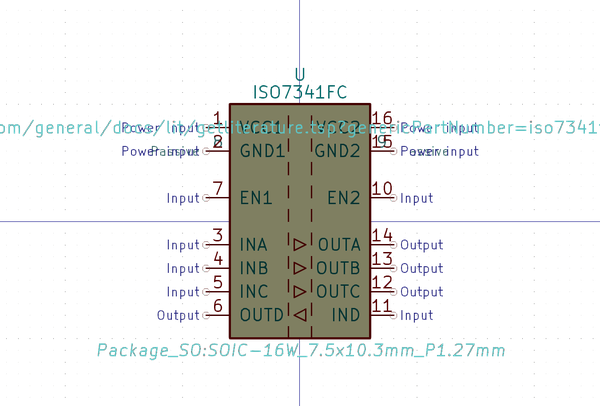 U
ISO7341FC
1 VCC1 VCC2 16
Power input Power input
om/general/docs/lit/getliterature.tsp?genericPartNumber=iso7341f
GND1 GND2 15
Power input Power input
7 EN1 EN2 10
Input Input
3 INA OUTA 14
Input Output
4 INB OUTB 13
Input Output
5 INC OUTC 12
Input Output
6 OUTD IND 11
Output Input
Package_SO:SOIC-16W_7.5x10.3mm_P1.27mm